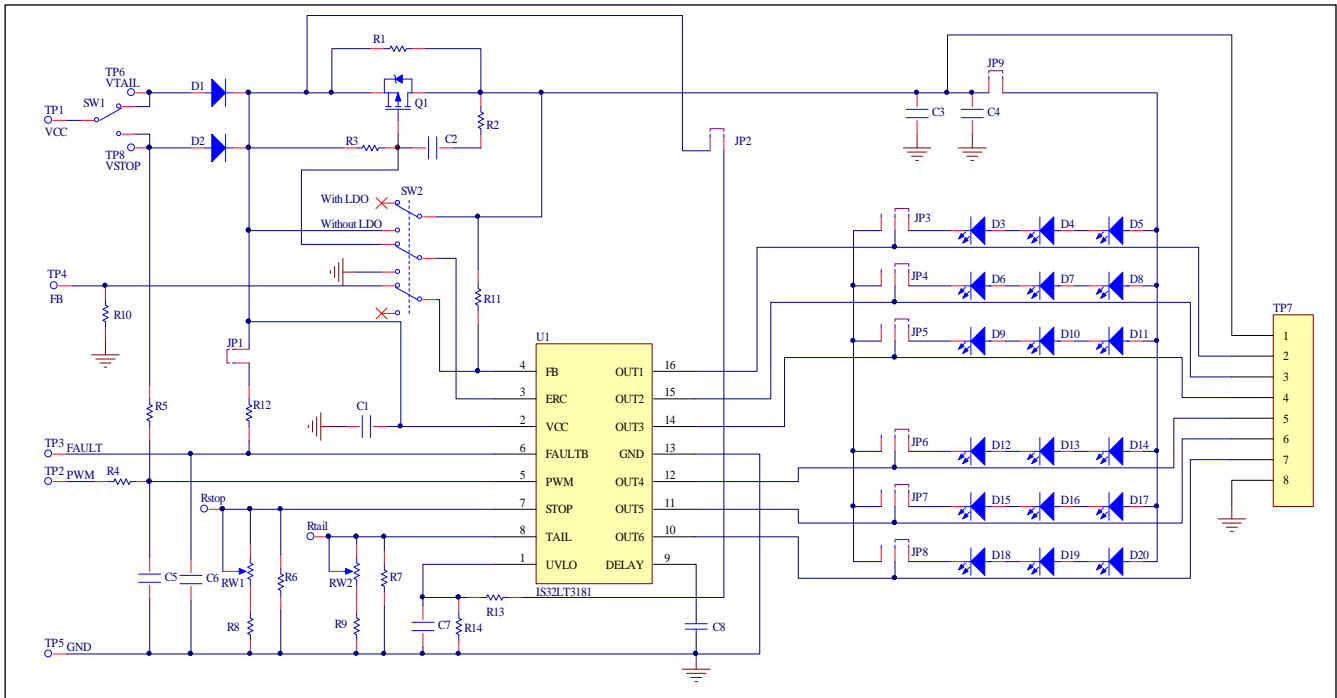 R1
JP9
TP6
VTAIL
D1
TP1
SW1
Q1
VCC
C3
C4
R2
D2
R3
C2
TP8
VSTOP
JP2
With LDO
SW2
Without LDO
JP3
D3
D4
D5
TP4
FB
JP4
D6
D7
D8
R11
R10
TP7
JP5
D9
D10
D11
JP1
U1
1
2
3
4
5
6
7
8
4
FB
OUT1
16
3
ERC
OUT2
15
R5
R12
C1
2
VCC
OUT3
14
TP3
FAULT
6
FAULTB
GND
13
JP6
D12
D13
D14
TP2
PWM
R4
5
PWM
OUT4
12
Rstop
7
STOP
OUT5
11
JP7
D15
D16
D17
Rtail
8
TAIL
OUT6
10
JP8
D18
D19
D20
1
UVLO
DELAY
9
C5
C6
RW1
R6
RW2
R7
IS32LT3181
R13
R8
R9
C7
R14
C8
TP5
GND